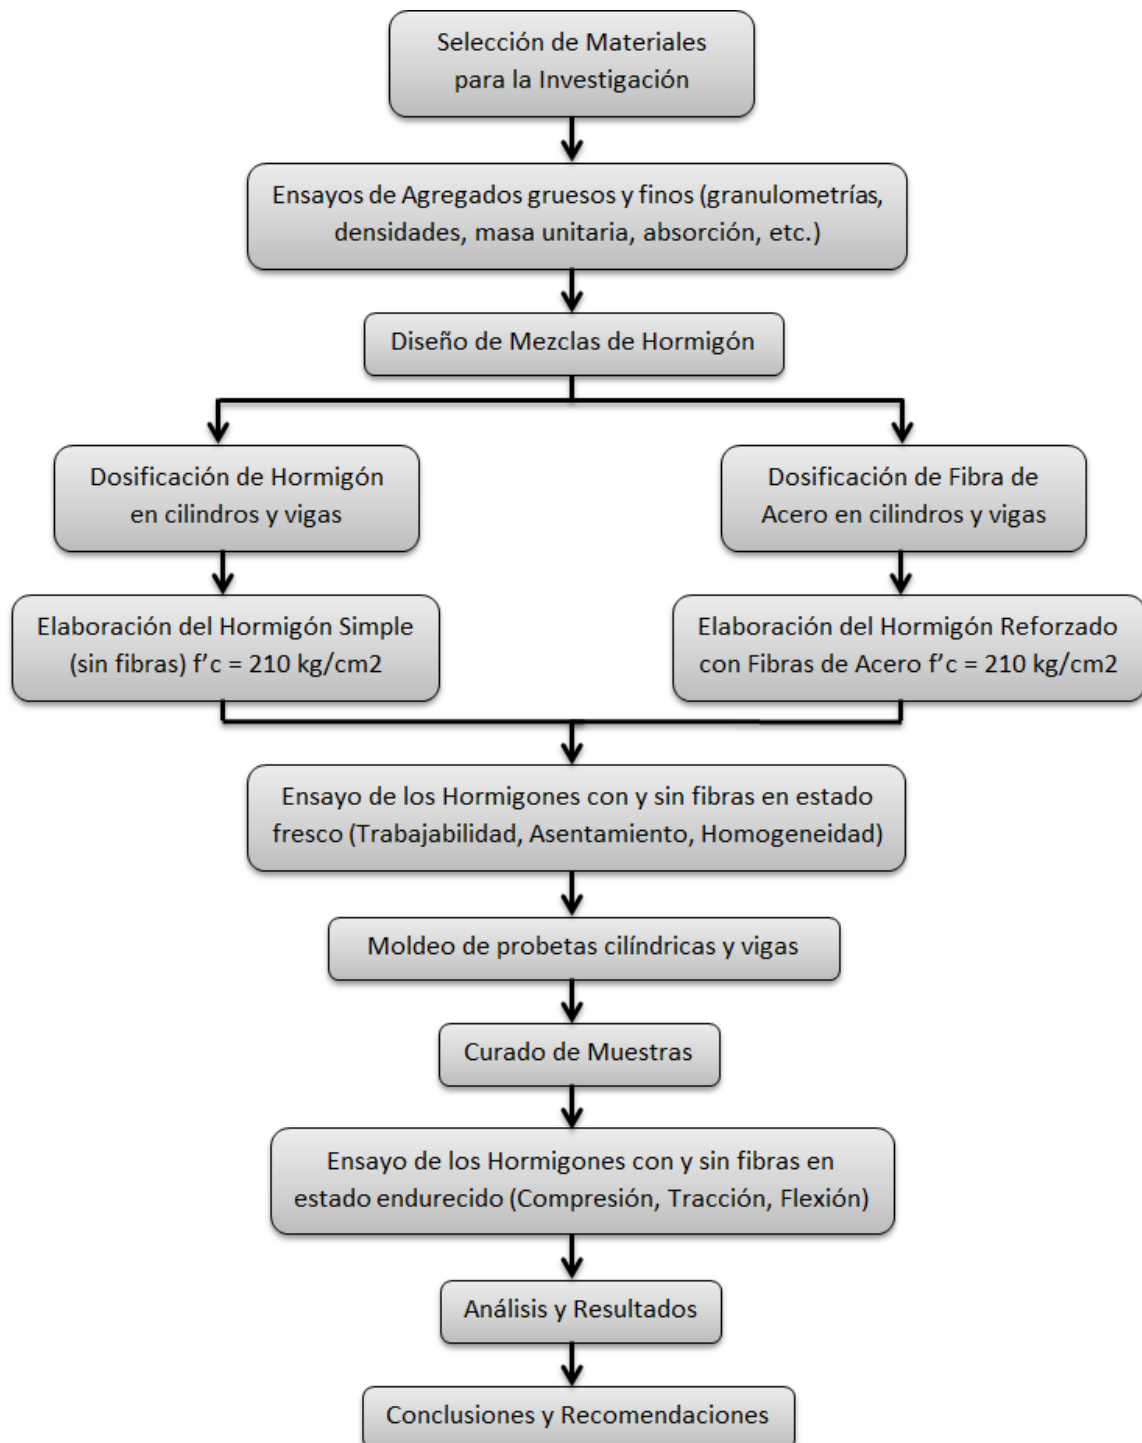 Selección de Materiales
para la Investigación
Ensayos de Agregados gruesos y finos (granulometrías,
densidades, masa unitaria, absorción, etc.)
Diseño de Mezclas de Hormigón
Dosificación de Hormigón
en cilindros y vigas
Dosificación de Fibra de
Acero en cilindros y vigas
Elaboración del Hormigón Simple
(sin fibras) f’c = 210 kg/cm2
Elaboración del Hormigón Reforzado
con Fibras de Acero f’c = 210 kg/cm2
Ensayo de los Hormigones con y sin fibras en estado
fresco (Trabajabilidad, Asentamiento, Homogeneidad)
Moldeo de probetas cilíndricas y vigas
Curado de Muestras
Ensayo de los Hormigones con y sin fibras en
estado endurecido (Compresión, Tracción, Flexión)
Análisis y Resultados
Conclusiones y Recomendaciones